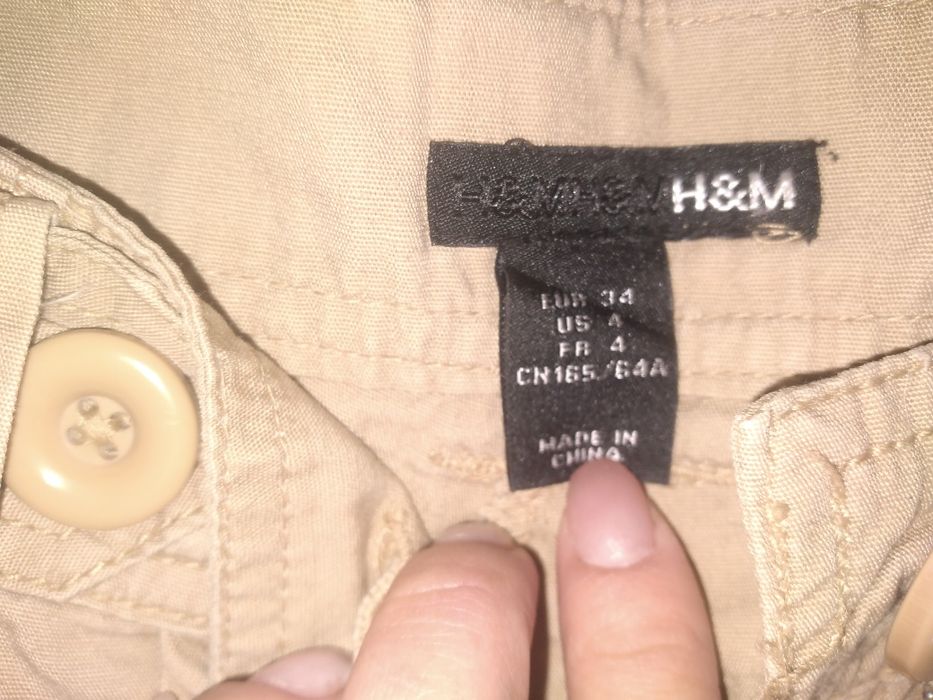 H&M H&M H&M
EUR 34
US 4
FR 4
CN165/64A
MADE IN
CHINA